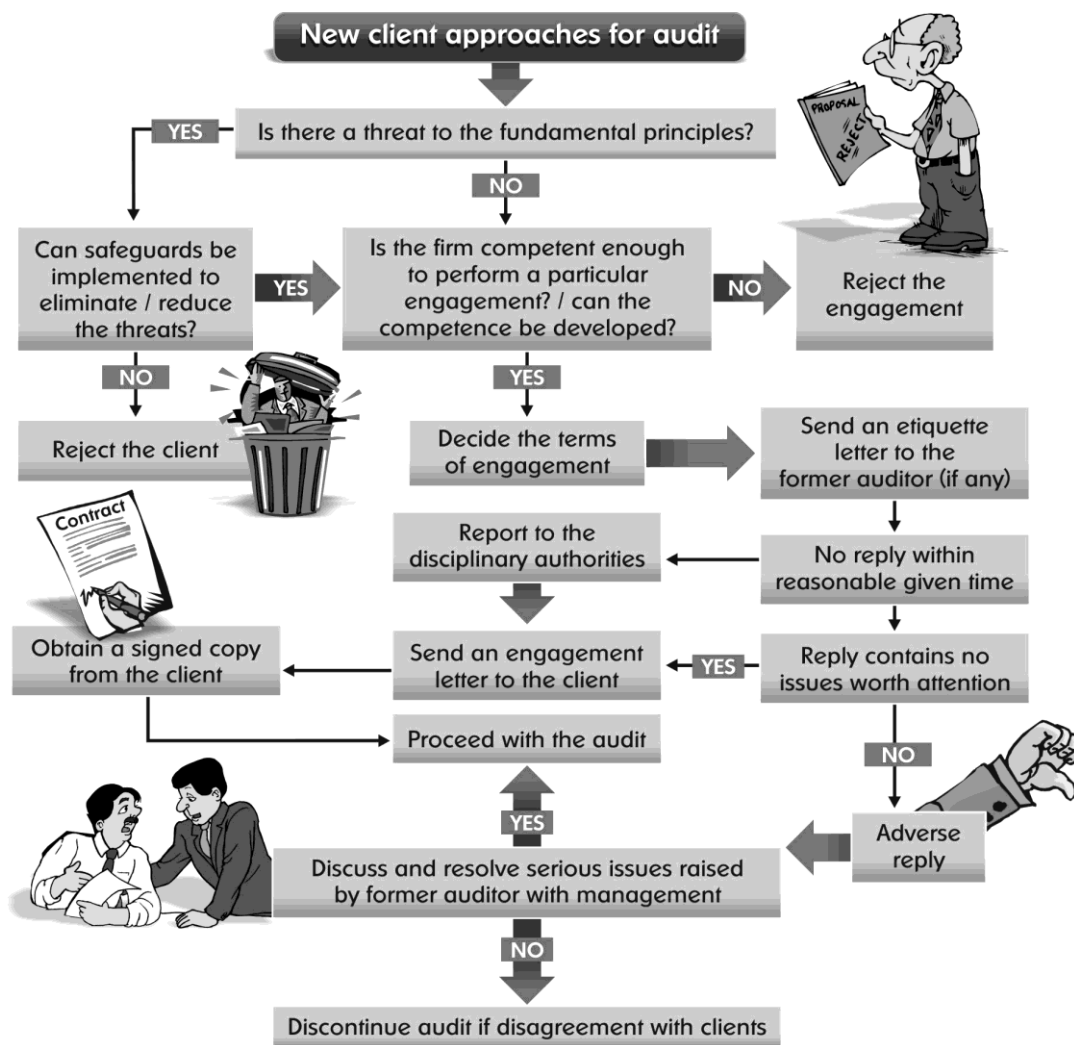 New client approaches for audit
PROPOSAL
REJECT
YES
Is there a threat to the fundamental principles?
NO
Can safeguards be
implemented to
eliminate / reduce
the threats?
YES
Is the firm competent enough
to perform a particular
engagement? / can the
competence be developed?
NO
Reject the
engagement
NO
YES
Reject the client
Decide the terms
of engagement
Send an etiquette
letter to the
former auditor (if any)
Contract
Report to the
disciplinary authorities
No reply within
reasonable given time
Obtain a signed copy
from the client
Send an engagement
letter to the client
YES
Reply contains no
issues worth attention
Proceed with the audit
NO
YES
Adverse
reply
Discuss and resolve serious issues raised
by former auditor with management
NO
Discontinue audit if disagreement with clients